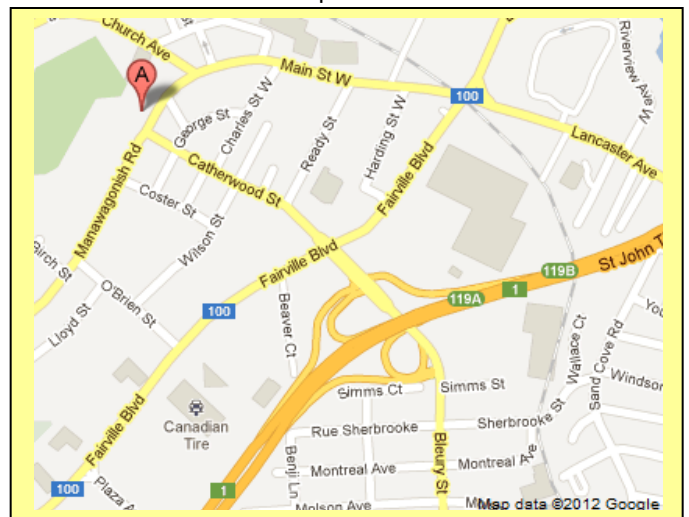 Church Ave
Riverview Ave W
A
Main St W
100
George St
Charles St W
Ready St
Harding St W
Lancaster Ave
Catherwood St
Fairville Blvd
Manawagonish Rd
Coster St
Wilson St
Birch St
O'Brien St
Fairville Blvd
St John T
119B
1
119A
100
Beaver Ct
Lloyd St
Wallace Ct
Sand Cove Rd
You
Windsor
Simms Ct
Simms St
Canadian
Tire
Rue Sherbrooke
Sherbrooke St
Fairville Blvd
Bleury St
Benji Ln
Montreal Ave
Montreal Ave
100
Plaza A
1
Molson Ave
Map data ©2012 Google